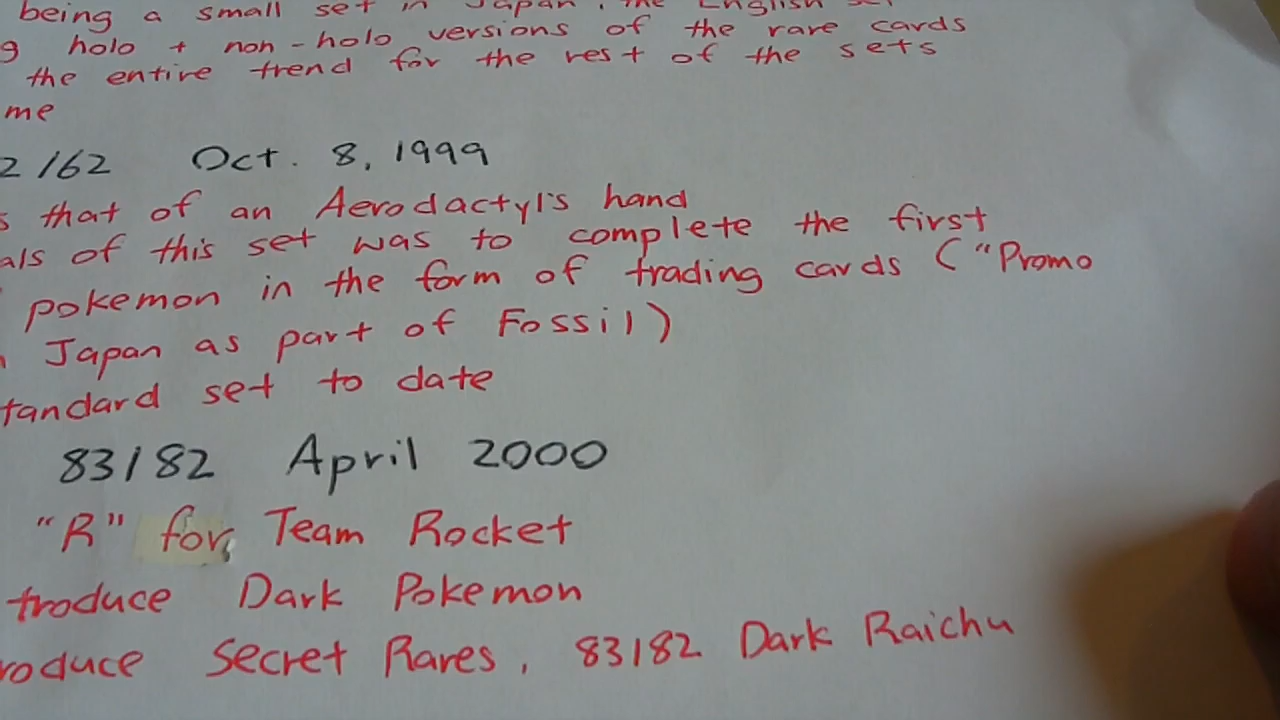 being a small set in Japan, the English set
g holo + non-holo versions of the rare cards
the entire trend for the rest of the sets
me
2/62 Oct. 8, 1999
s that of an Aerodactyl's hand
als of this set was to complete the first
pokemon in the form of trading cards ("Promo
n Japan as part of Fossil)
tandard set to date
83/82 April 2000
"R" for Team Rocket
troduce Dark Pokemon
roduce Secret Rares, 83/82 Dark Raichu